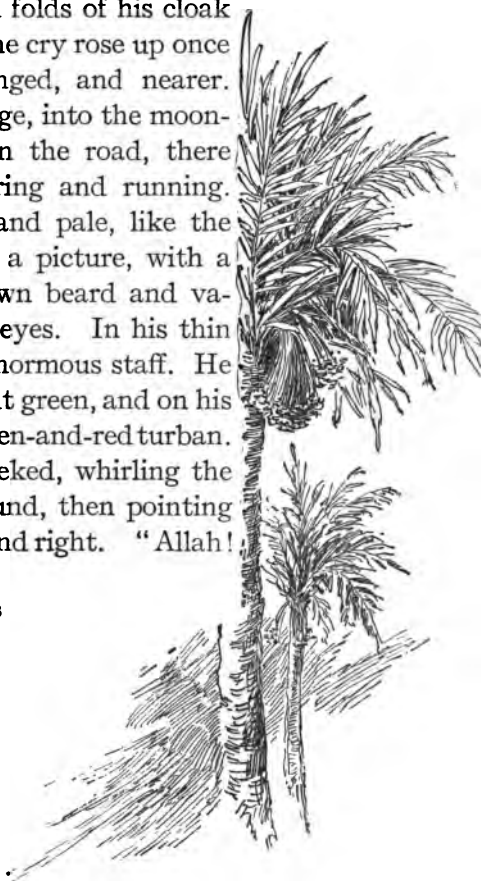 folds of his cloak
e cry rose up once
nged, and nearer.
ge, into the moon-
n the road, there
ring and running.
and pale, like the
a picture, with a
wn beard and va-
eyes. In his thin
normous staff. He
t green, and on his
en-and-red turban.
eked, whirling the
und, then pointing
nd right. "Allah!